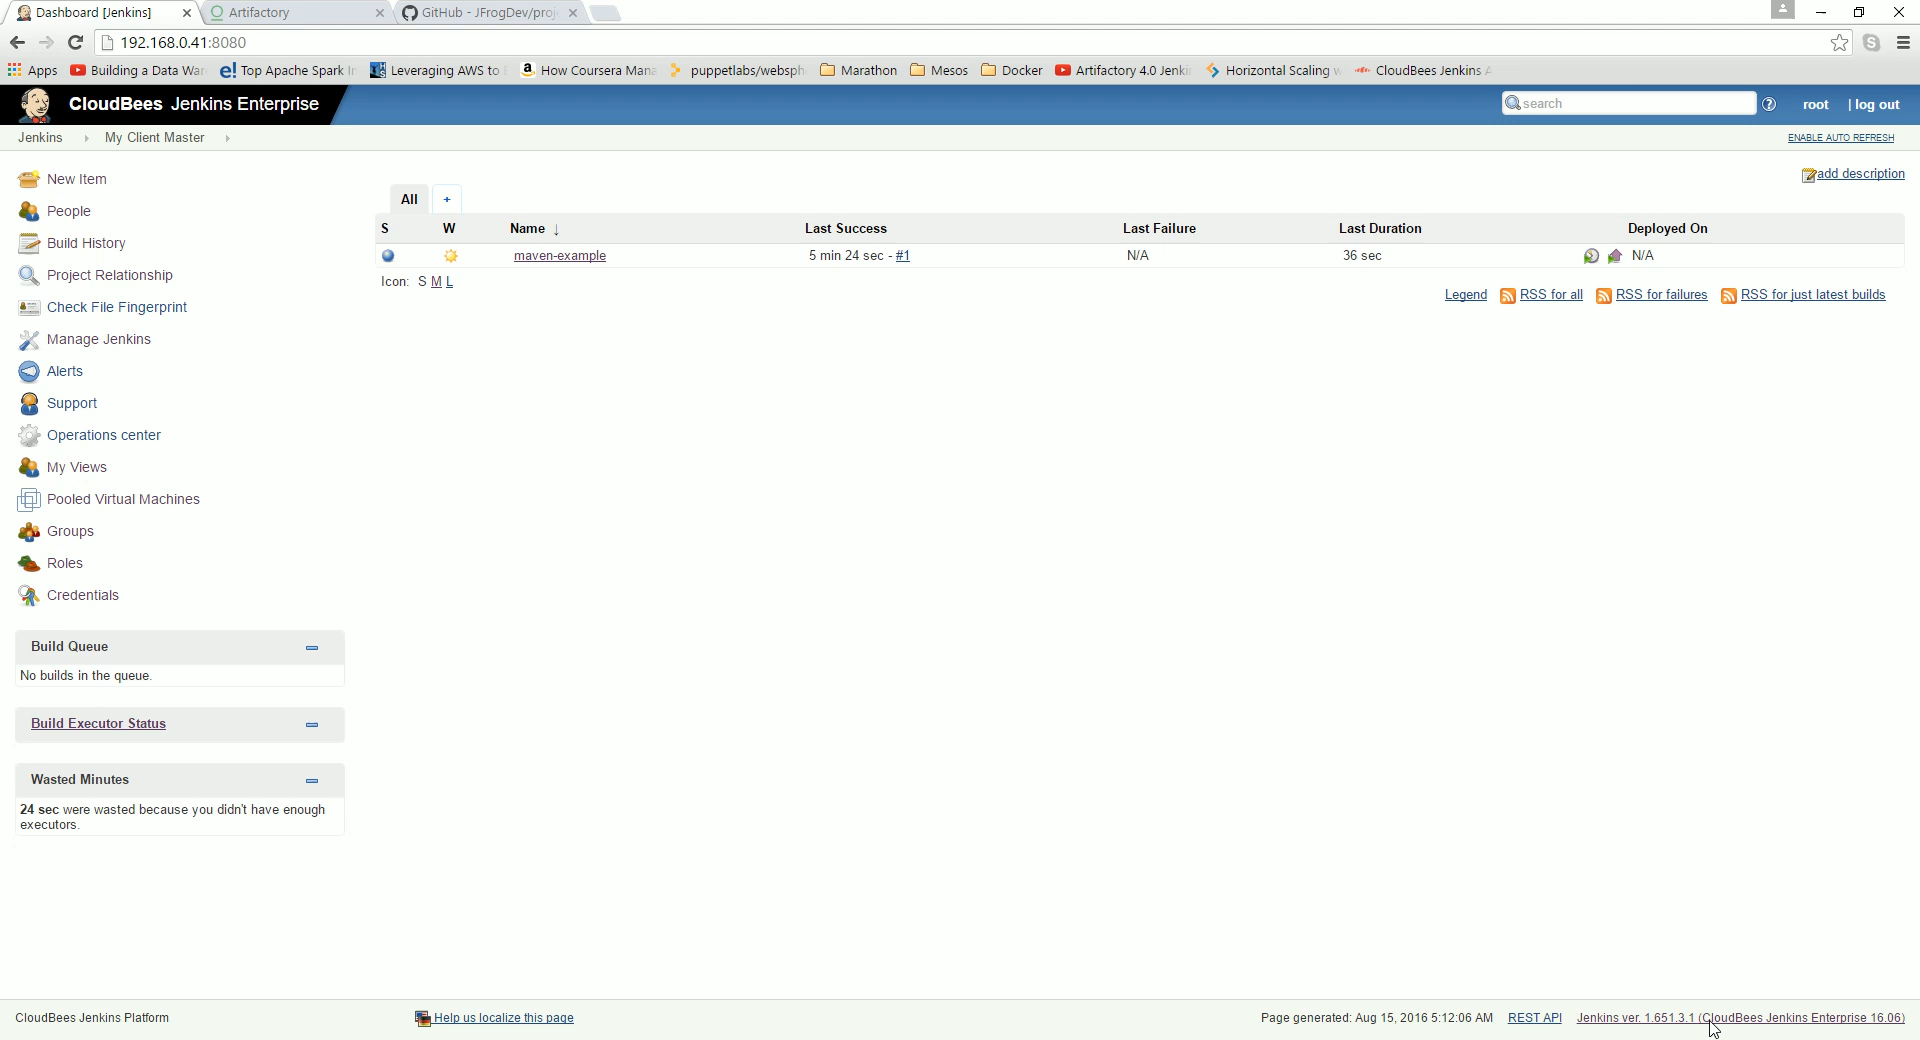 Dashboard [Jenkins]
Artifactory
GitHub - JFrogDev/proj
192.168.0.41:8080
Apps
Building a Data War
Top Apache Spark In
Leveraging AWS to
How Coursera Mana
puppetlabs/websph
Marathon
Mesos
Docker
Artifactory 4.0 Jenki
Horizontal Scaling w
CloudBees Jenkins
CloudBees Jenkins Enterprise
search
root
| log out
Jenkins
My Client Master
ENABLE AUTO REFRESH
New Item
People
Build History
Project Relationship
Check File Fingerprint
Manage Jenkins
Alerts
Support
Operations center
My Views
Pooled Virtual Machines
Groups
Roles
Credentials
Build Queue
No builds in the queue.
Build Executor Status
Wasted Minutes
24 sec were wasted because you didn't have enough
executors.
add description
All +
S W Name ↓ Last Success Last Failure Last Duration Deployed On
maven-example 5 min 24 sec - #1 N/A 36 sec N/A
Icon: S M L
Legend RSS for all RSS for failures RSS for just latest builds
CloudBees Jenkins Platform
Help us localize this page
Page generated: Aug 15, 2016 5:12:06 AM REST API Jenkins ver. 1.651.3.1 (CloudBees Jenkins Enterprise 16.06)